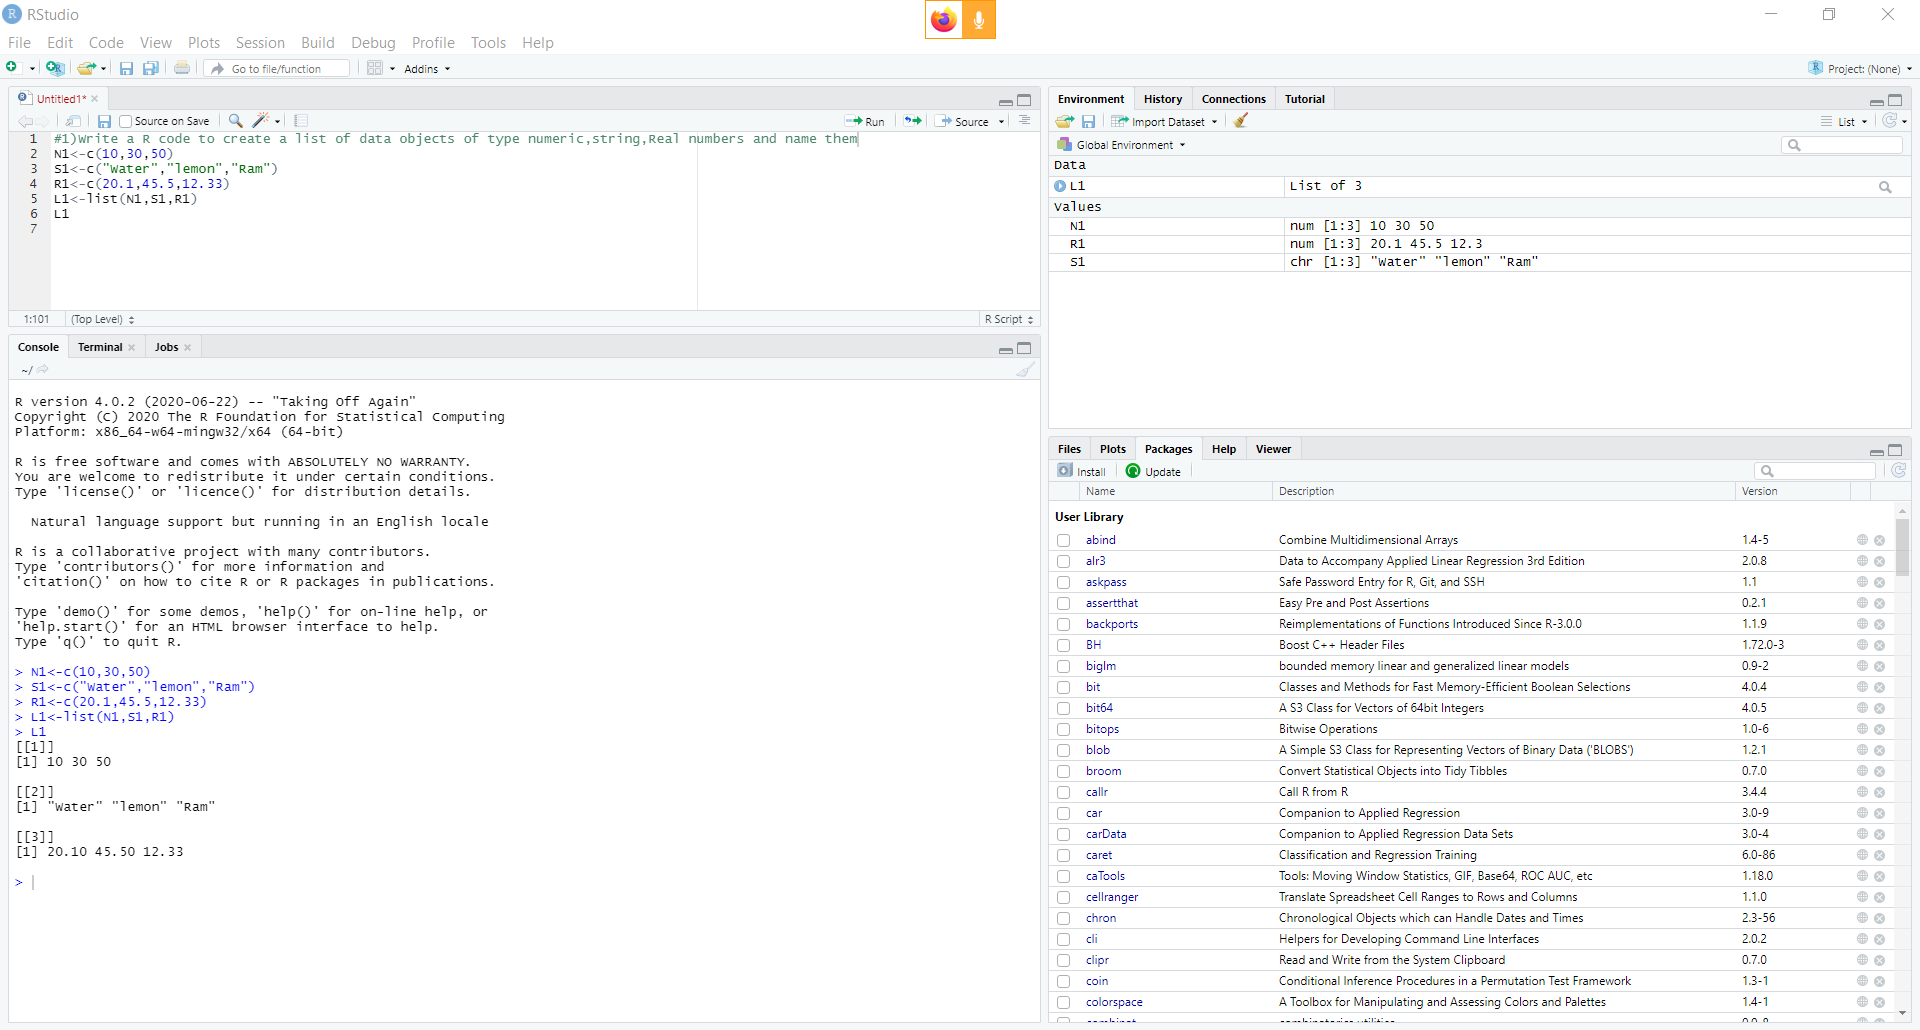 RStudio
File Edit Code View Plots Session Build Debug Profile Tools Help
Go to file/function Addins Project: (None)
Untitled1*
Source on Save Run Source
1 #1)Write a R code to create a list of data objects of type numeric,string,Real numbers and name them
2 N1<-c(10,30,50)
3 S1<-c("Water","lemon","Ram")
4 R1<-c(20.1,45.5,12.33)
5 L1<-list(N1,S1,R1)
6 L1
7
1:101 (Top Level) R Script
Console Terminal Jobs
~/
R version 4.0.2 (2020-06-22) -- "Taking Off Again"
Copyright (C) 2020 The R Foundation for Statistical Computing
Platform: x86_64-w64-mingw32/x64 (64-bit)
R is free software and comes with ABSOLUTELY NO WARRANTY.
You are welcome to redistribute it under certain conditions.
Type 'license()' or 'licence()' for distribution details.
Natural language support but running in an English locale
R is a collaborative project with many contributors.
Type 'contributors()' for more information and
'citation()' on how to cite R or R packages in publications.
Type 'demo()' for some demos, 'help()' for on-line help, or
'help.start()' for an HTML browser interface to help.
Type 'q()' to quit R.
> N1<-c(10,30,50)
> S1<-c("Water","lemon","Ram")
> R1<-c(20.1,45.5,12.33)
> L1<-list(N1,S1,R1)
> L1
[[1]]
[1] 10 30 50
[[2]]
[1] "Water" "lemon" "Ram"
[[3]]
[1] 20.10 45.50 12.33
>
Environment History Connections Tutorial
Import Dataset List
Global Environment
Data
L1 List of 3
Values
N1 num [1:3] 10 30 50
R1 num [1:3] 20.1 45.5 12.3
S1 chr [1:3] "Water" "lemon" "Ram"
Files Plots Packages Help Viewer
Install Update
Name Description Version
User Library
abind Combine Multidimensional Arrays 1.4-5
alr3 Data to Accompany Applied Linear Regression 3rd Edition 2.0.8
askpass Safe Password Entry for R, Git, and SSH 1.1
assertthat Easy Pre and Post Assertions 0.2.1
backports Reimplementations of Functions Introduced Since R-3.0.0 1.1.9
BH Boost C++ Header Files 1.72.0-3
biglm bounded memory linear and generalized linear models 0.9-2
bit Classes and Methods for Fast Memory-Efficient Boolean Selections 4.0.4
bit64 A S3 Class for Vectors of 64bit Integers 4.0.5
bitops Bitwise Operations 1.0-6
blob A Simple S3 Class for Representing Vectors of Binary Data ('BLOBS') 1.2.1
broom Convert Statistical Objects into Tidy Tibbles 0.7.0
callr Call R from R 3.4.4
car Companion to Applied Regression 3.0-9
carData Companion to Applied Regression Data Sets 3.0-4
caret Classification and Regression Training 6.0-86
caTools Tools: Moving Window Statistics, GIF, Base64, ROC AUC, etc 1.18.0
cellranger Translate Spreadsheet Cell Ranges to Rows and Columns 1.1.0
chron Chronological Objects which can Handle Dates and Times 2.3-56
cli Helpers for Developing Command Line Interfaces 2.0.2
clipr Read and Write from the System Clipboard 0.7.0
coin Conditional Inference Procedures in a Permutation Test Framework 1.3-1
colorspace A Toolbox for Manipulating and Assessing Colors and Palettes 1.4-1